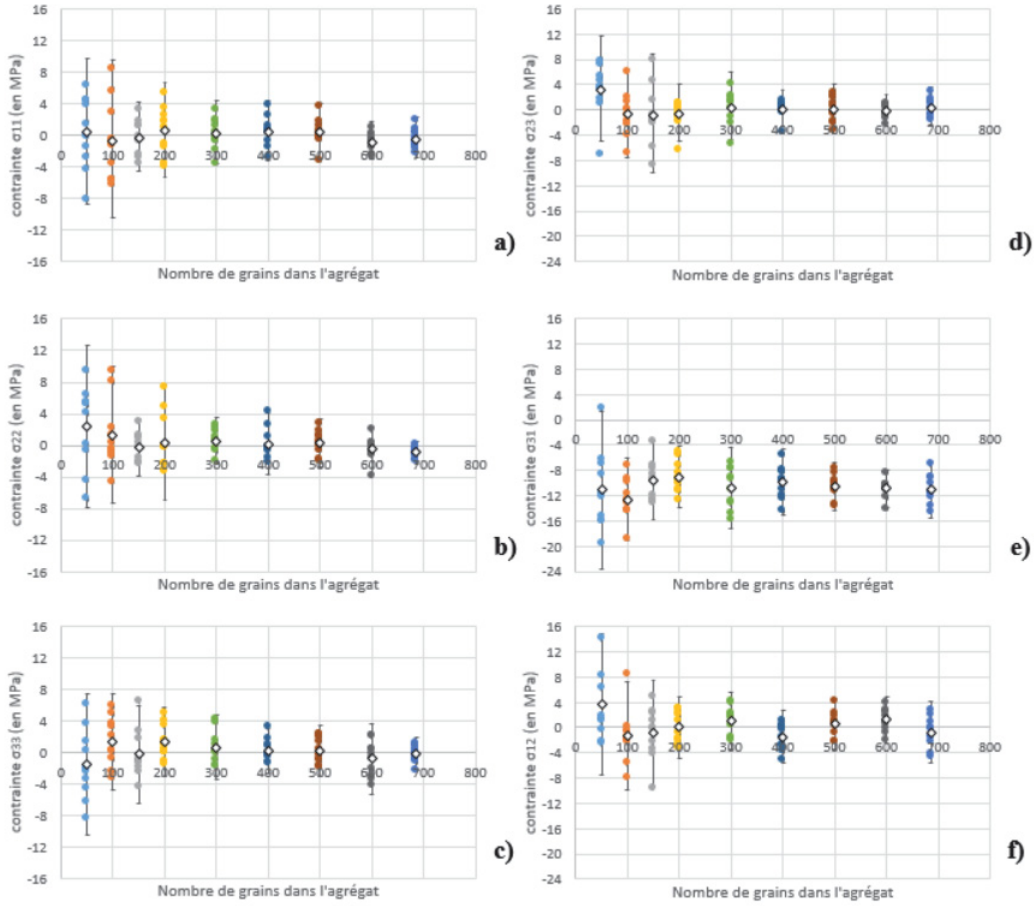 contrainte σ11 (en MPa)
16
12
8
4
0
-4
-8
-12
-16
0 100 200 300 400 500 600 700 800
Nombre de grains dans l'agrégat
a)
contrainte σ23 (en MPa)
16
12
8
4
0
-4
-8
-12
-16
-20
-24
0 100 200 300 400 500 600 700 800
Nombre de grains dans l'agrégat
d)
contrainte σ22 (en MPa)
16
12
8
4
0
-4
-8
-12
-16
0 100 200 300 400 500 600 700 800
Nombre de grains dans l'agrégat
b)
contrainte σ31 (en MPa)
16
12
8
4
0
-4
-8
-12
-16
-20
-24
0 100 200 300 400 500 600 700 800
Nombre de grains dans l'agrégat
e)
contrainte σ33 (en MPa)
16
12
8
4
0
-4
-8
-12
-16
0 100 200 300 400 500 600 700 800
Nombre de grains dans l'agrégat
c)
contrainte σ12 (en MPa)
16
12
8
4
0
-4
-8
-12
-16
-20
-24
0 100 200 300 400 500 600 700 800
Nombre de grains dans l'agrégat
f)